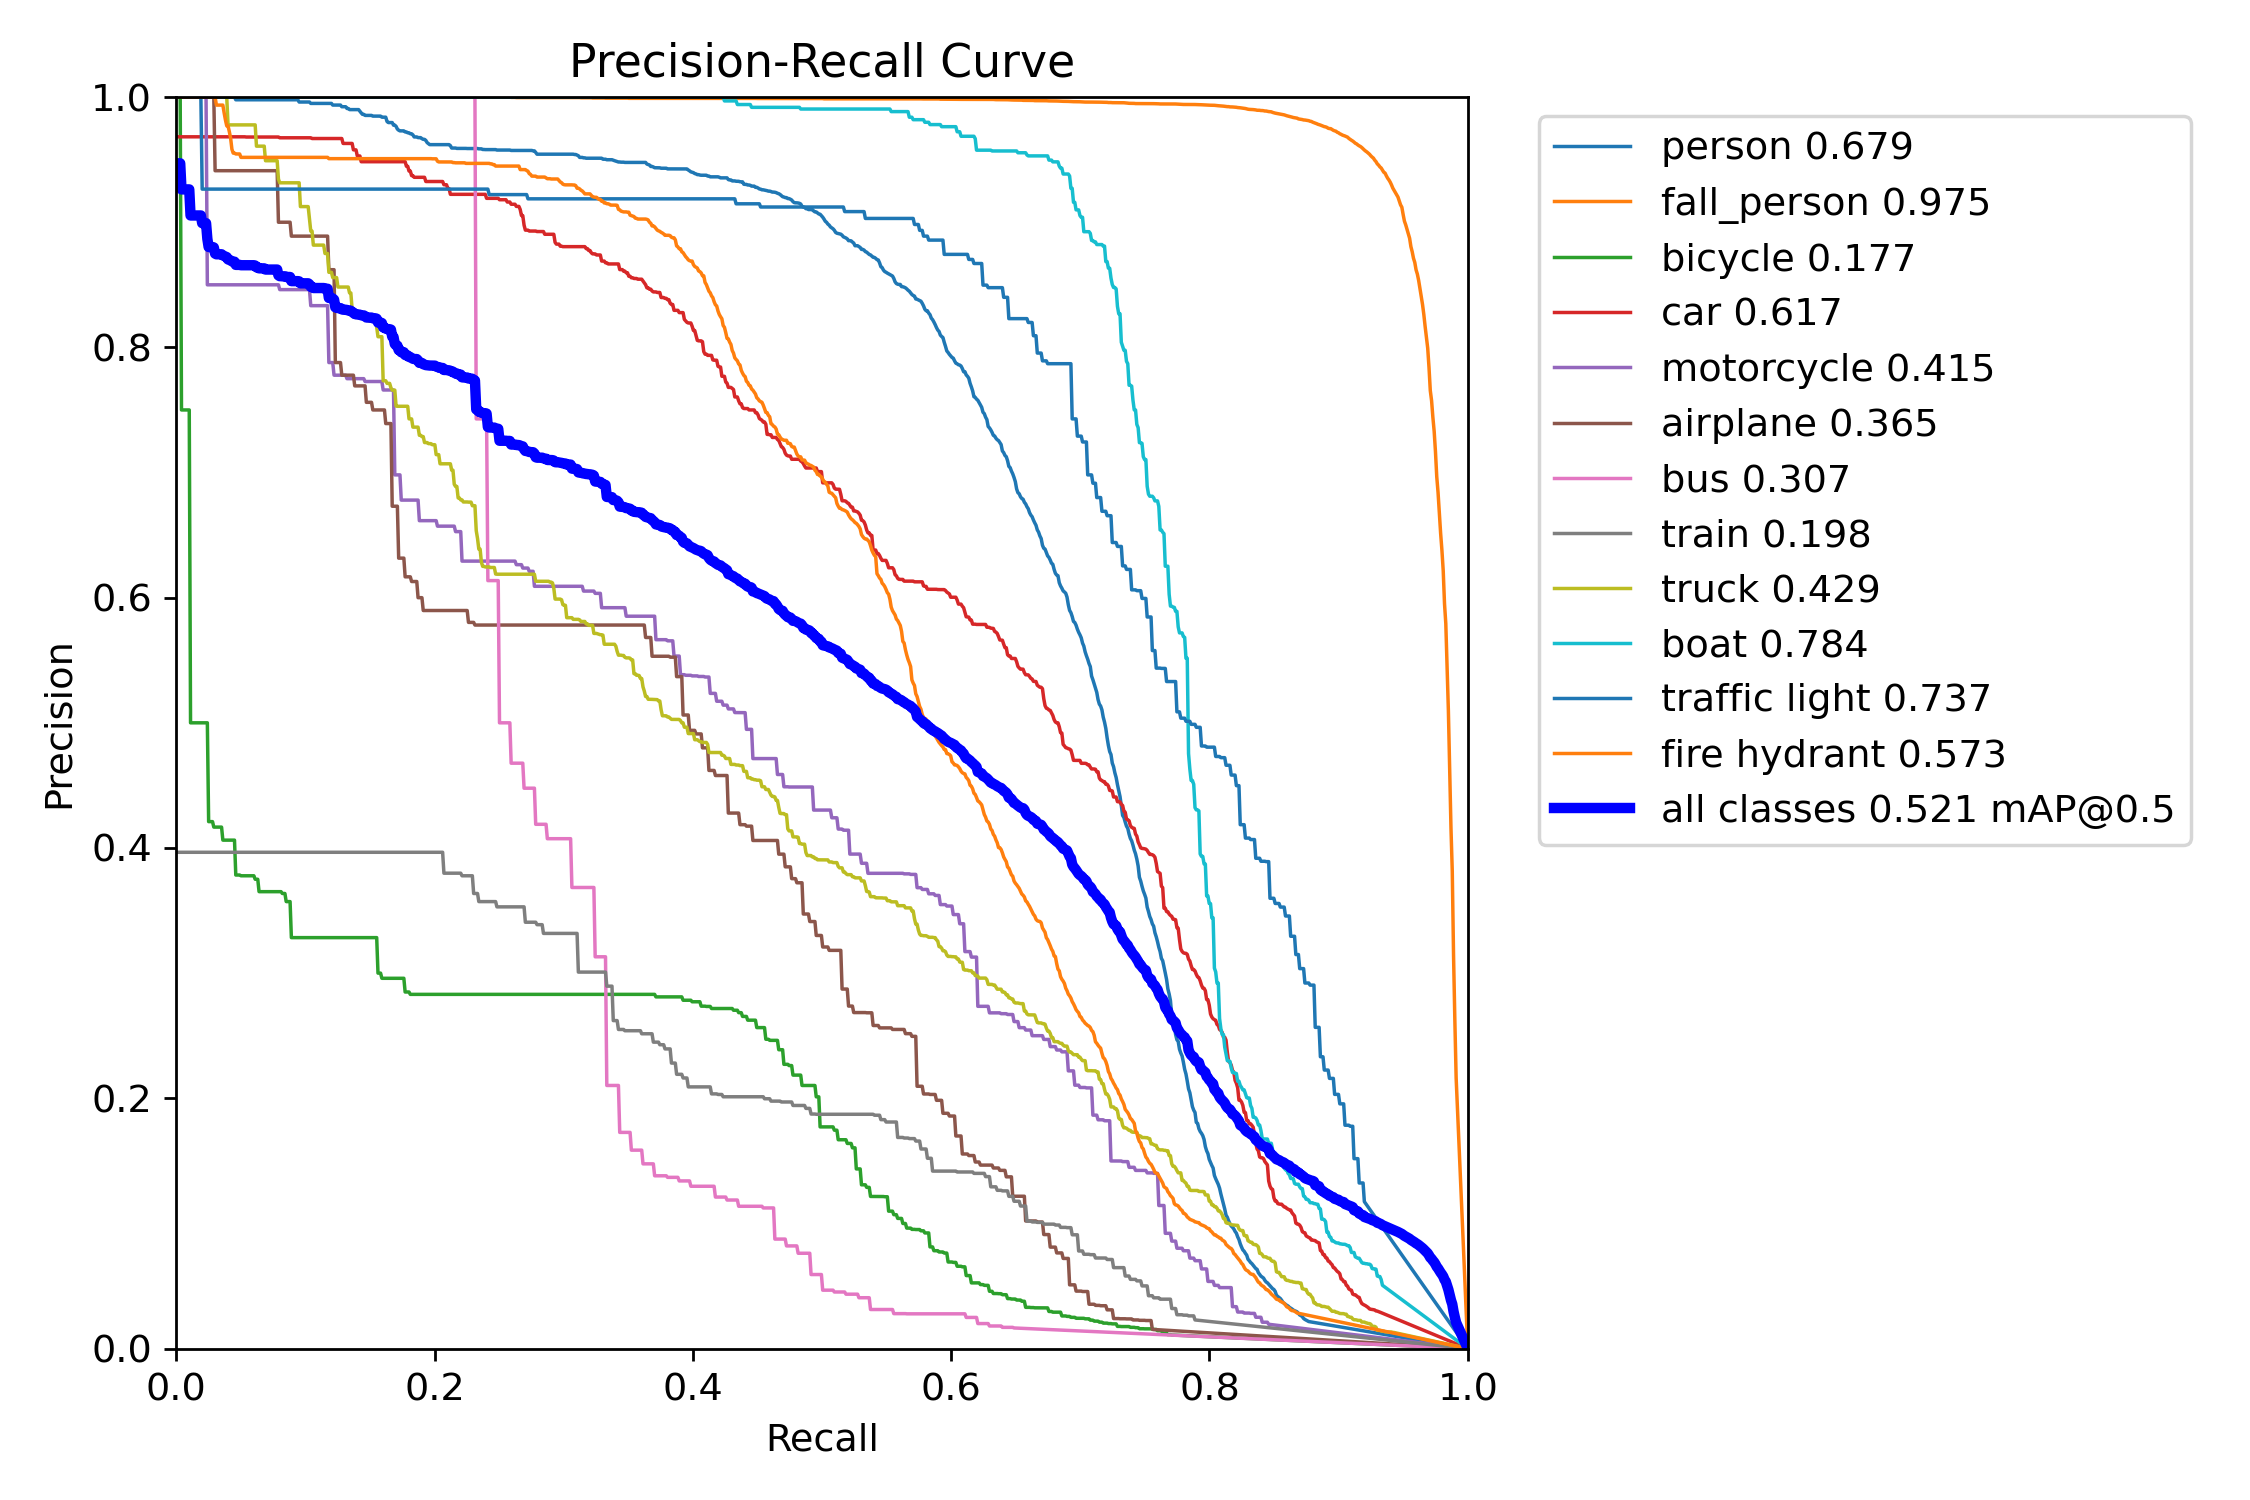 Precision-Recall Curve
1.0
0.8
0.6
0.4
0.2
0.0
Precision
0.0 0.2 0.4 0.6 0.8 1.0
Recall
person 0.679
fall_person 0.975
bicycle 0.177
car 0.617
motorcycle 0.415
airplane 0.365
bus 0.307
train 0.198
truck 0.429
boat 0.784
traffic light 0.737
fire hydrant 0.573
all classes 0.521 mAP@0.5